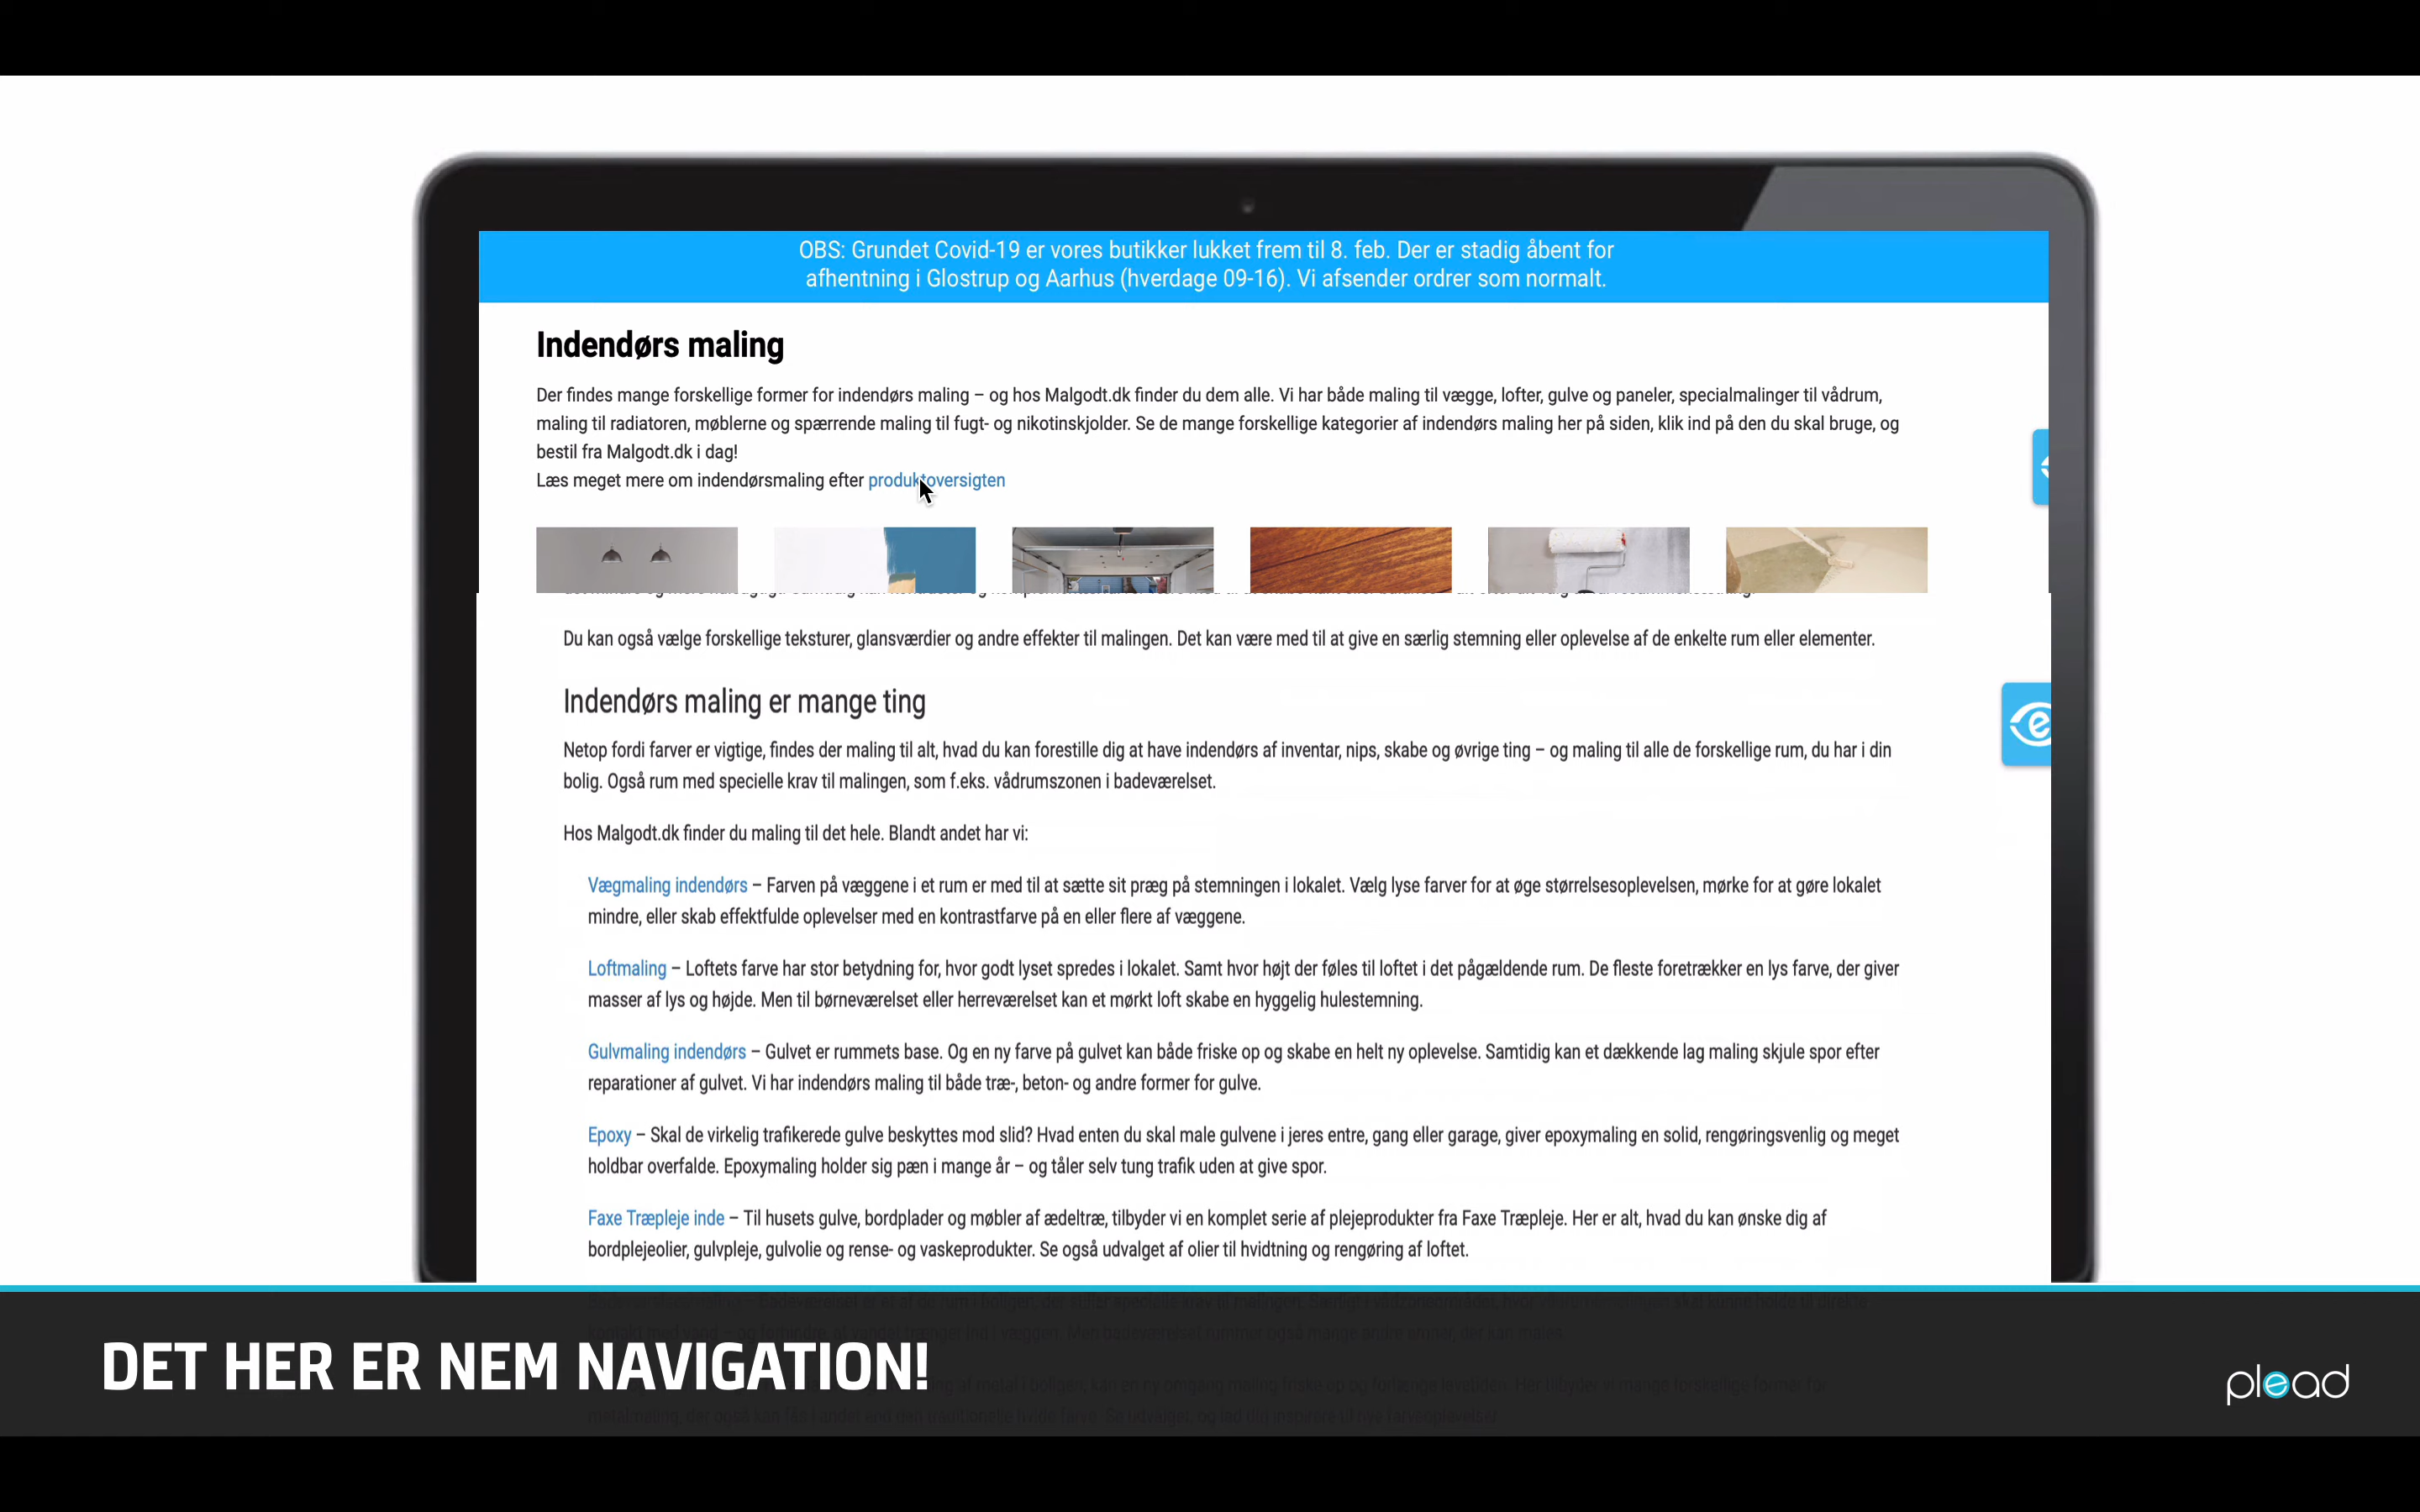 OBS: Grundet Covid-19 er vores butikker lukket frem til 8. feb. Der er stadig åbent for
afhentning i Glostrup og Aarhus (hverdage 09-16). Vi afsender ordrer som normalt.
Indendørs maling
Der findes mange forskellige former for indendørs maling – og hos Malgodt.dk finder du dem alle. Vi har både maling til vægge, lofter, gulve og paneler, specialmalinger til vådrum,
maling til radiatoren, møblerne og spærrende maling til fugt- og nikotinskjolder. Se de mange forskellige kategorier af indendørs maling her på siden, klik ind på den du skal bruge, og
bestil fra Malgodt.dk i dag!
Læs meget mere om indendørsmaling efter produktoversigten
Du kan også vælge forskellige teksturer, glansværdier og andre effekter til malingen. Det kan være med til at give en særlig stemning eller oplevelse af de enkelte rum eller elementer.
Indendørs maling er mange ting
Netop fordi farver er vigtige, findes der maling til alt, hvad du kan forestille dig at have indendørs af inventar, nips, skabe og øvrige ting – og maling til alle de forskellige rum, du har i din
bolig. Også rum med specielle krav til malingen, som f.eks. vådrumszonen i badeværelset.
Hos Malgodt.dk finder du maling til det hele. Blandt andet har vi:
Vægmaling indendørs – Farven på væggene i et rum er med til at sætte sit præg på stemningen i lokalet. Vælg lyse farver for at øge størrelsesoplevelsen, mørke for at gøre lokalet
mindre, eller skab effektfulde oplevelser med en kontrastfarve på en eller flere af væggene.
Loftmaling – Loftets farve har stor betydning for, hvor godt lyset spredes i lokalet. Samt hvor højt der føles til loftet i det pågældende rum. De fleste foretrækker en lys farve, der giver
masser af lys og højde. Men til børneværelset eller herreværelset kan et mørkt loft skabe en hyggelig hulestemning.
Gulvmaling indendørs – Gulvet er rummets base. Og en ny farve på gulvet kan både friske op og skabe en helt ny oplevelse. Samtidig kan et dækkende lag maling skjule spor efter
reparationer af gulvet. Vi har indendørs maling til både træ-, beton- og andre former for gulve.
Epoxy – Skal de virkelig trafikerede gulve beskyttes mod slid? Hvad enten du skal male gulvene i jeres entre, gang eller garage, giver epoxymaling en solid, rengøringsvenlig og meget
holdbar overfalde. Epoxymaling holder sig pæn i mange år – og tåler selv tung trafik uden at give spor.
Faxe Træpleje inde – Til husets gulve, bordplader og møbler af ædeltræ, tilbyder vi en komplet serie af plejeprodukter fra Faxe Træpleje. Her er alt, hvad du kan ønske dig af
bordplejeolier, gulvpleje, gulvolie og rense- og vaskeprodukter. Se også udvalget af olier til hvidtning og rengøring af loftet.
DET HER ER NEM NAVIGATION!
plead